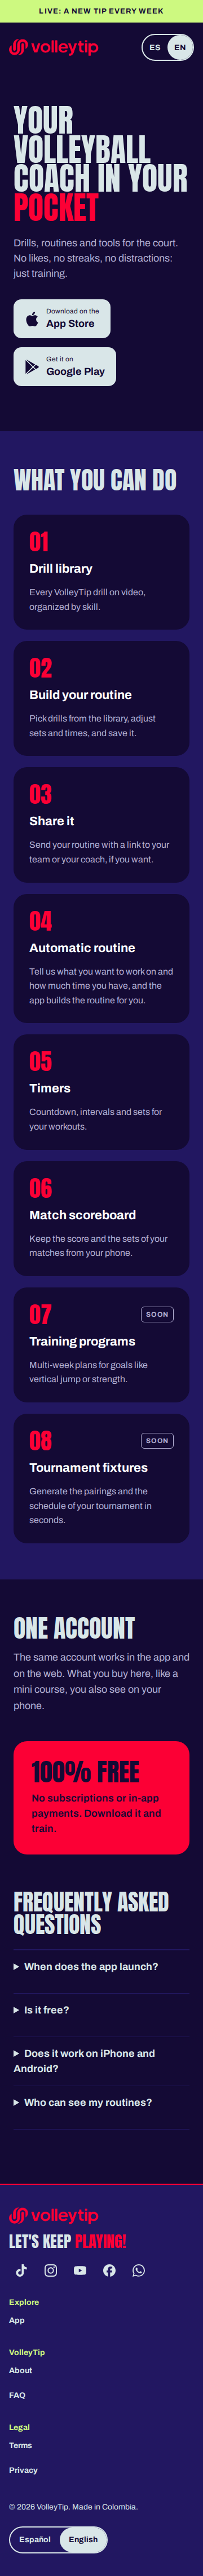 LIVE: A NEW TIP EVERY WEEK
volleytip
ES EN
YOUR
VOLLEYBALL
COACH IN YOUR
POCKET
Drills, routines and tools for the court.
No likes, no streaks, no distractions:
just training.
Download on the
App Store
Get it on
Google Play
WHAT YOU CAN DO
01
Drill library
Every VolleyTip drill on video,
organized by skill.
02
Build your routine
Pick drills from the library, adjust
sets and times, and save it.
03
Share it
Send your routine with a link to your
team or your coach, if you want.
04
Automatic routine
Tell us what you want to work on and
how much time you have, and the
app builds the routine for you.
05
Timers
Countdown, intervals and sets for
your workouts.
06
Match scoreboard
Keep the score and the sets of your
matches from your phone.
07
SOON
Training programs
Multi-week plans for goals like
vertical jump or strength.
08
SOON
Tournament fixtures
Generate the pairings and the
schedule of your tournament in
seconds.
ONE ACCOUNT
The same account works in the app and
on the web. What you buy here, like a
mini course, you also see on your
phone.
100% FREE
No subscriptions or in-app
payments. Download it and
train.
FREQUENTLY ASKED
QUESTIONS
When does the app launch?
Is it free?
Does it work on iPhone and
Android?
Who can see my routines?
volleytip
LET'S KEEP PLAYING!
Explore
App
VolleyTip
About
FAQ
Legal
Terms
Privacy
© 2026 VolleyTip. Made in Colombia.
Español English